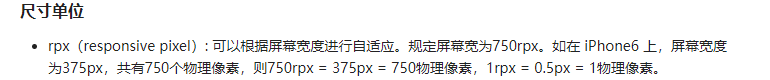 尺寸单位
rpx（responsive pixel）: 可以根据屏幕宽度进行自适应。规定屏幕宽为750rpx。如在 iPhone6 上，屏幕宽度
为375px，共有750个物理像素，则750rpx = 375px = 750物理像素，1rpx = 0.5px = 1物理像素。